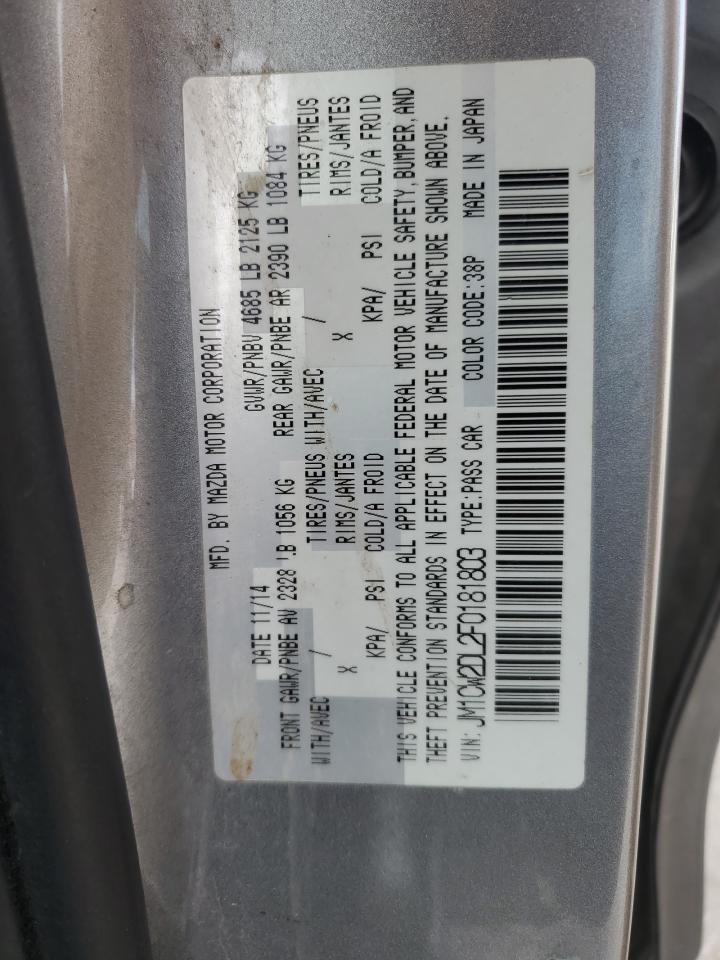 MFD. BY MAZDA MOTOR CORPORATION
DATE 11/14 GVWR/PNBV 4685 LB 2125 KG
FRONT GAWR/PNBE AV 2328 LB 1056 KG REAR GAWR/PNBE AR 2390 LB 1084 KG
WITH/AVEC / TIRES/PNEUS WITH/AVEC / TIRES/PNEUS
X RIMS/JANTES X RIMS/JANTES
KPA/ PSI COLD/A FROID KPA/ PSI COLD/A FROID
THIS VEHICLE CONFORMS TO ALL APPLICABLE FEDERAL MOTOR VEHICLE SAFETY, BUMPER, AND
THEFT PREVENTION STANDARDS IN EFFECT ON THE DATE OF MANUFACTURE SHOWN ABOVE.
VIN: JM1CW2DL2F0181803 TYPE:PASS CAR COLOR CODE:38P MADE IN JAPAN